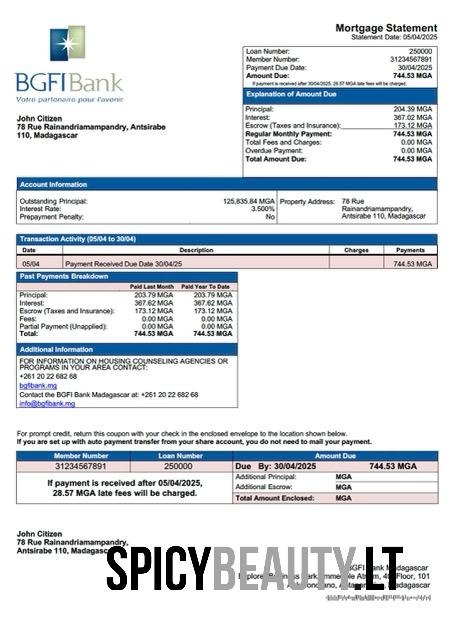 Mortgage Statement
Statement Date: 05/04/2025
BGFIBank
Votre partenaire pour l'avenir
Loan Number: 250000
Member Number: 31234567891
Payment Due Date: 30/04/2025
Amount Due: 744.53 MGA
If payment is received after 30/04/2025, 28.57 MGA late fees will be charged.
Explanation of Amount Due
Principal: 204.39 MGA
Interest: 367.02 MGA
Escrow (Taxes and Insurance): 173.12 MGA
Regular Monthly Payment: 744.53 MGA
Total Fees and Charges: 0.00 MGA
Overdue Payment: 0.00 MGA
Total Amount Due: 744.53 MGA
John Citizen
78 Rue Rainandriamampandry, Antsirabe
110, Madagascar
Account Information
Outstanding Principal: 125,835.84 MGA
Interest Rate: 3.500%
Prepayment Penalty: No
Property Address: 78 Rue
Rainandriamampandry,
Antsirabe 110, Madagascar
Transaction Activity (05/04 to 30/04)
Date Description Charges Payments
05/04 Payment Received Due Date 30/04/25 744.53 MGA
Past Payments Breakdown
Paid Last Month Paid Year To Date
Principal: 203.79 MGA 203.79 MGA
Interest: 367.62 MGA 367.62 MGA
Escrow (Taxes and Insurance): 173.12 MGA 173.12 MGA
Fees: 0.00 MGA 0.00 MGA
Partial Payment (Unapplied): 0.00 MGA 0.00 MGA
Total: 744.53 MGA 744.53 MGA
Additional Information
FOR INFORMATION ON HOUSING COUNSELING AGENCIES OR
PROGRAMS IN YOUR AREA CONTACT:
+261 20 22 682 68
bgfibank.mg
Contact the BGFI Bank Madagascar at: +261 20 22 682 68
info@bgfibank.mg
For prompt credit, return this coupon with your check in the enclosed envelope to the location shown below.
If you are set up with auto payment transfer from your share account, you do not need to mail your payment.
Member Number Loan Number Amount Due
31234567891 250000 Due By: 30/04/2025 744.53 MGA
If payment is received after 05/04/2025,
28.57 MGA late fees will be charged.
Additional Principal: MGA
Additional Escrow: MGA
Total Amount Enclosed: MGA
John Citizen
78 Rue Rainandriamampandry,
Antsirabe 110, Madagascar
SPICYBEAUTY.LT
BGFI Bank Madagascar
Floor, 101